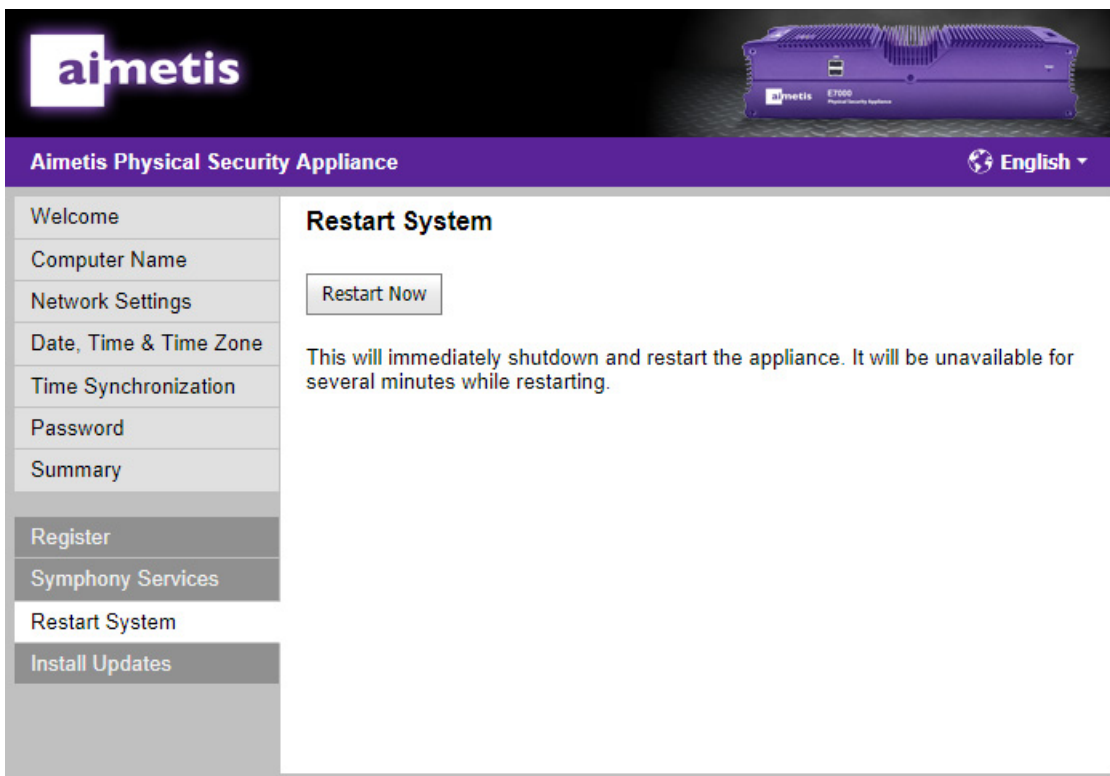 aimetis
aimetis E7000
Physical Security Appliance
Aimetis Physical Security Appliance
English
Welcome
Computer Name
Network Settings
Date, Time & Time Zone
Time Synchronization
Password
Summary
Register
Symphony Services
Restart System
Install Updates
Restart System
Restart Now
This will immediately shutdown and restart the appliance. It will be unavailable for
several minutes while restarting.